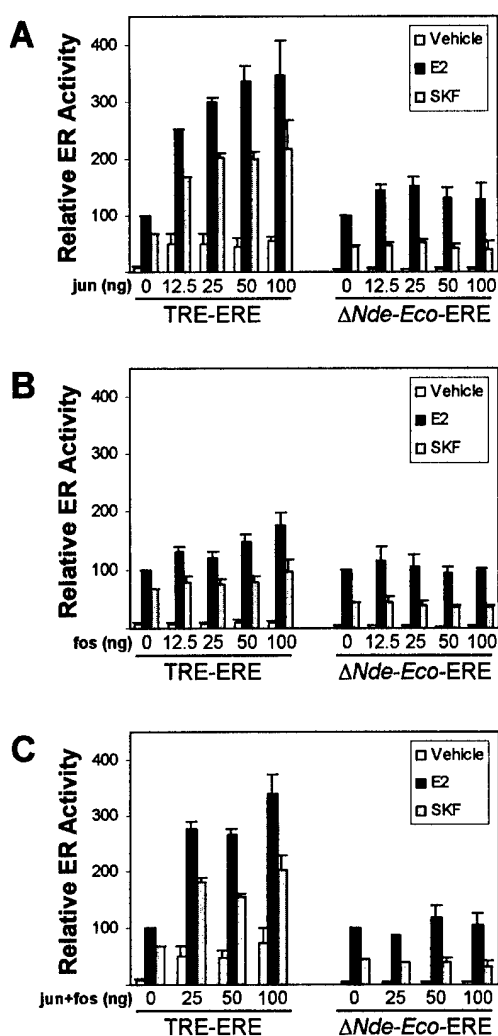 A
Relative ER Activity
400
300
200
100
Vehicle
E2
SKF
jun (ng) 0 12.5 25 50 100 0 12.5 25 50 100
TRE-ERE ΔNde-Eco-ERE
B
Relative ER Activity
400
300
200
100
Vehicle
E2
SKF
fos (ng) 0 12.5 25 50 100 0 12.5 25 50 100
TRE-ERE ΔNde-Eco-ERE
C
Relative ER Activity
400
300
200
100
Vehicle
E2
SKF
jun+fos (ng) 0 25 50 100 0 25 50 100
TRE-ERE ΔNde-Eco-ERE